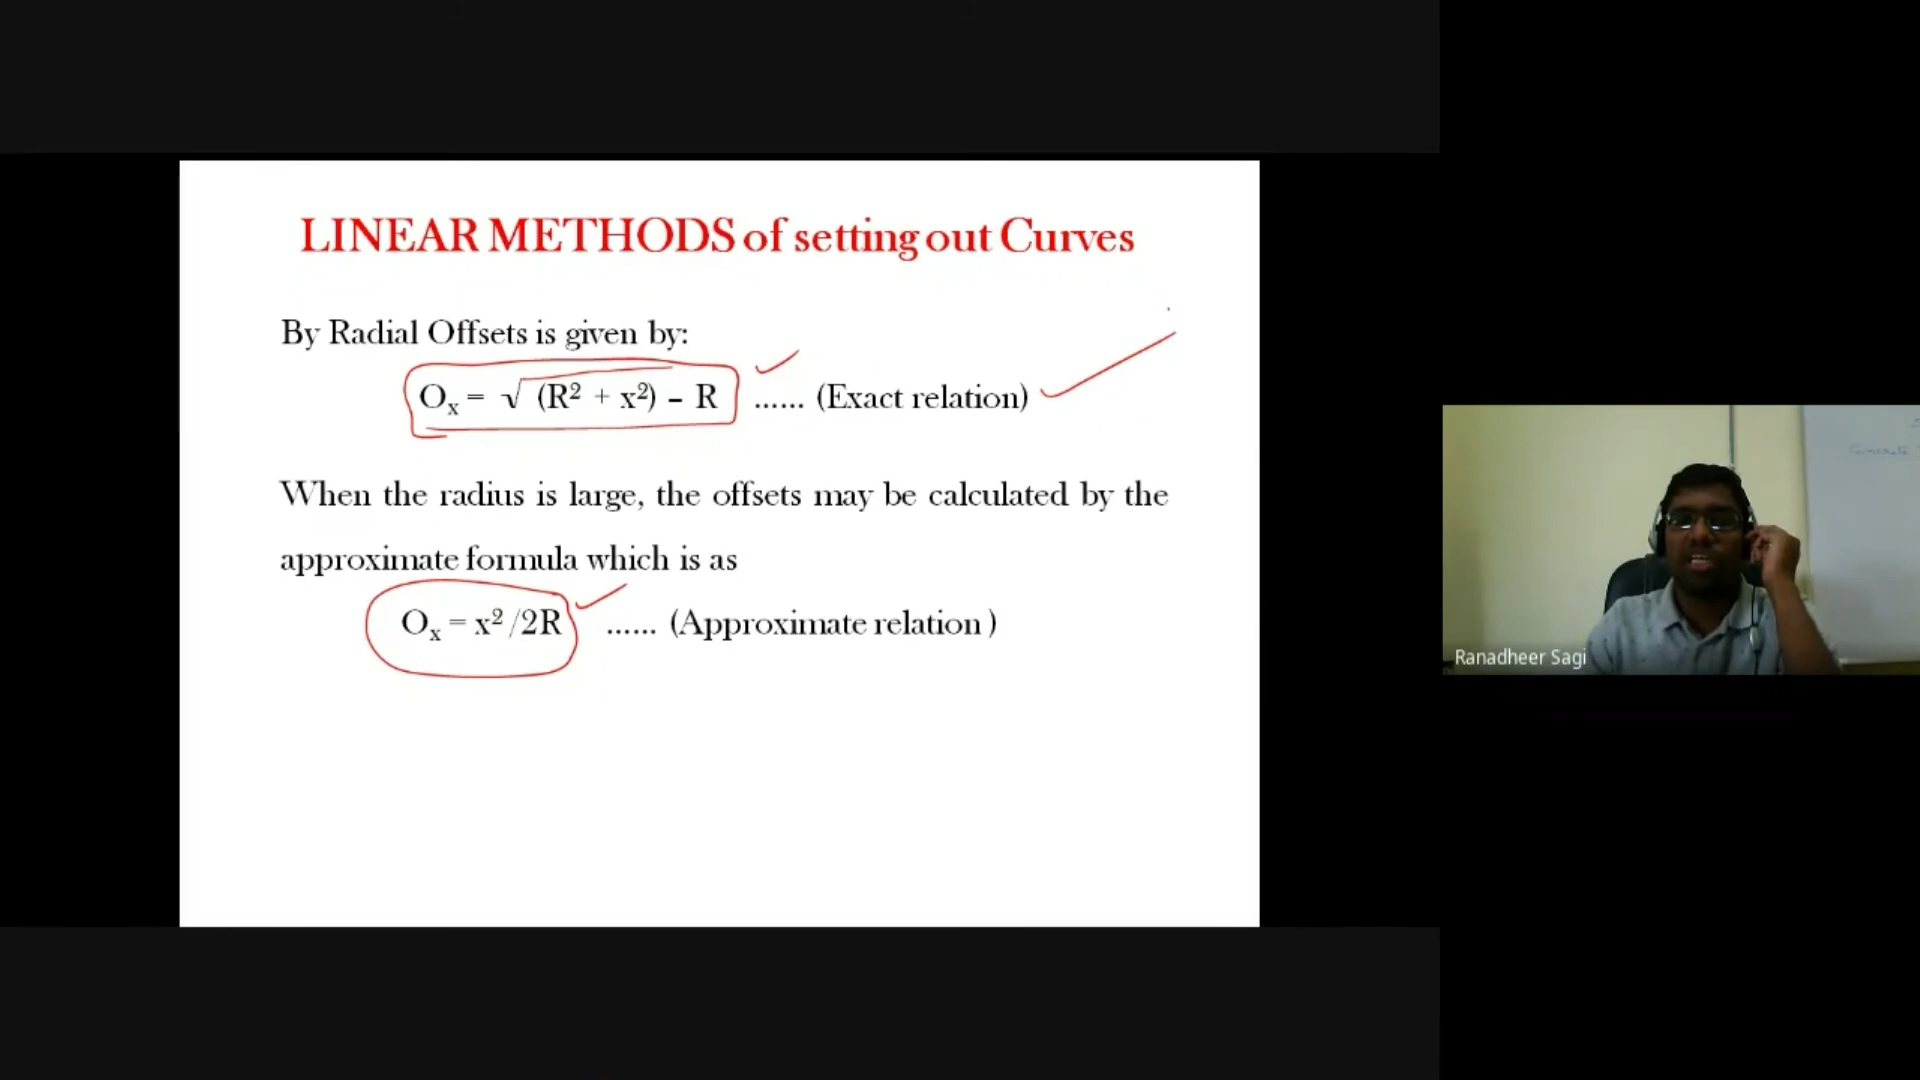 LINEAR METHODS of setting out Curves
By Radial Offsets is given by:
Oₓ = √ (R² + x²) – R ...... (Exact relation)
When the radius is large, the offsets may be calculated by the
approximate formula which is as
Oₓ = x² /2R ...... (Approximate relation )
Ranadheer Sagi